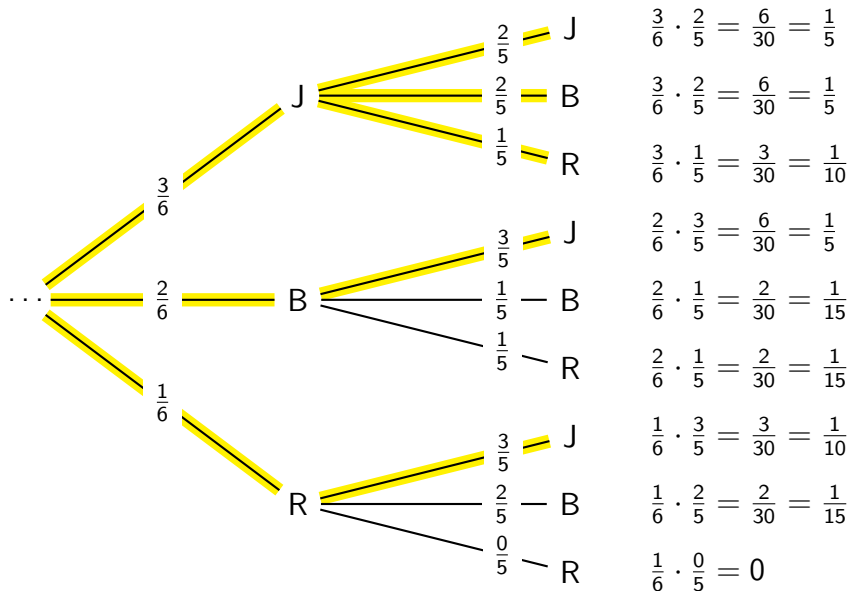 2/5 J 3/6 · 2/5 = 6/30 = 1/5
J 2/5 B 3/6 · 2/5 = 6/30 = 1/5
1/5 R 3/6 · 1/5 = 3/30 = 1/10
3/6
3/5 J 2/6 · 3/5 = 6/30 = 1/5
... 2/6 B 1/5 B 2/6 · 1/5 = 2/30 = 1/15
1/5 R 2/6 · 1/5 = 2/30 = 1/15
1/6
3/5 J 1/6 · 3/5 = 3/30 = 1/10
R 2/5 B 1/6 · 2/5 = 2/30 = 1/15
0/5 R 1/6 · 0/5 = 0